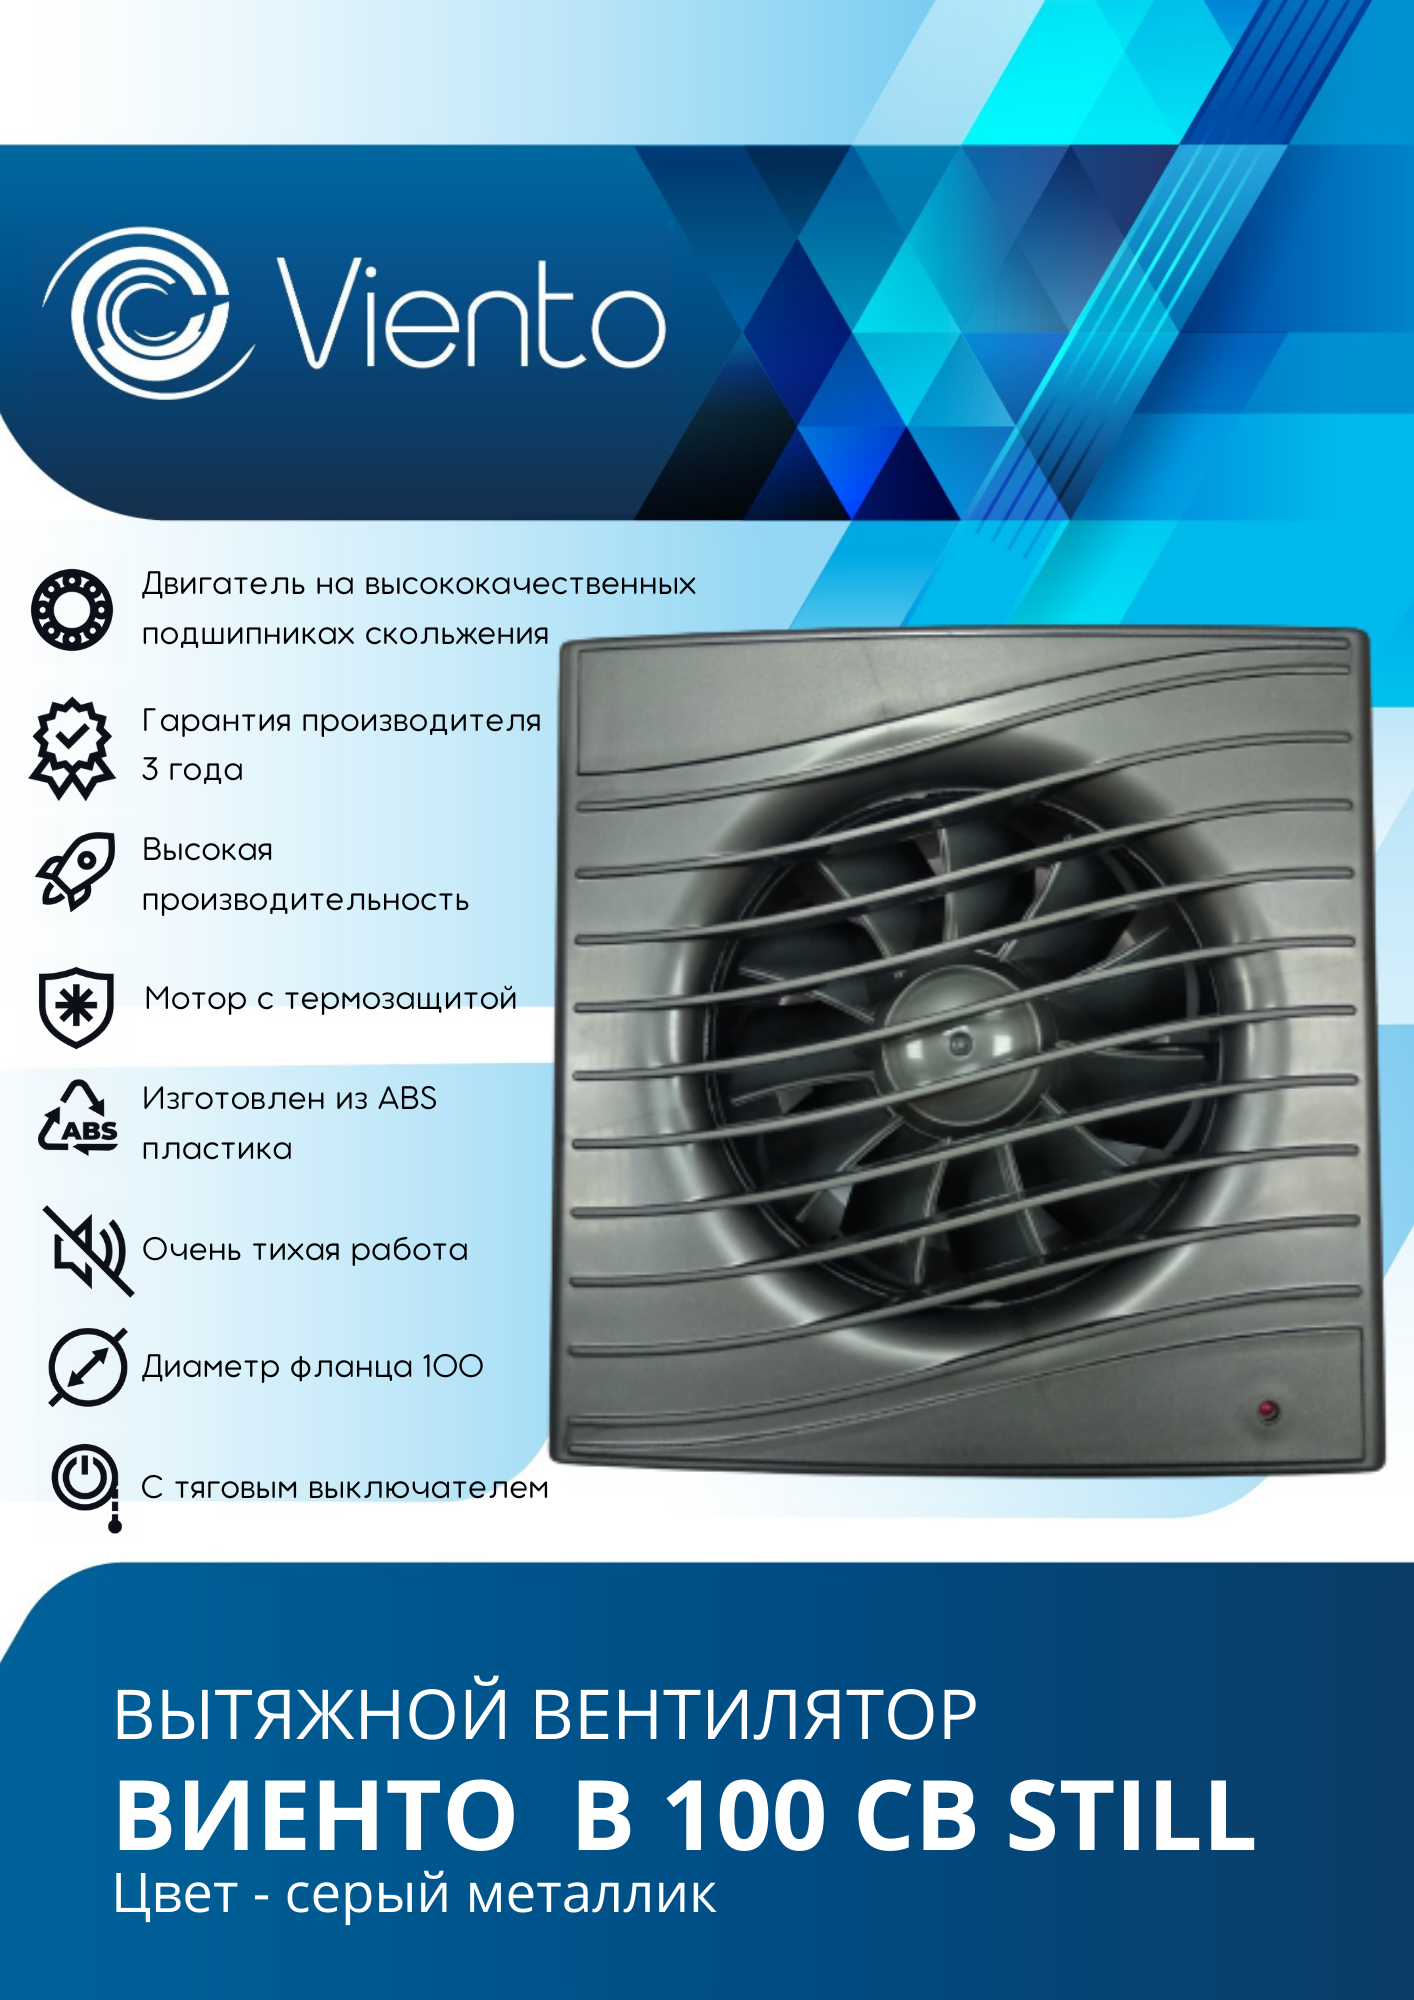 Viento
Двигатель на высококачественных
подшипниках скольжения
Гарантия производителя
3 года
Высокая
производительность
Мотор с термозащитой
Изготовлен из ABS
пластика
ABS
Очень тихая работа
Диаметр фланца 100
С тяговым выключателем
ВЫТЯЖНОЙ ВЕНТИЛЯТОР
ВИЕНТО В 100 СВ STILL
Цвет - серый металлик